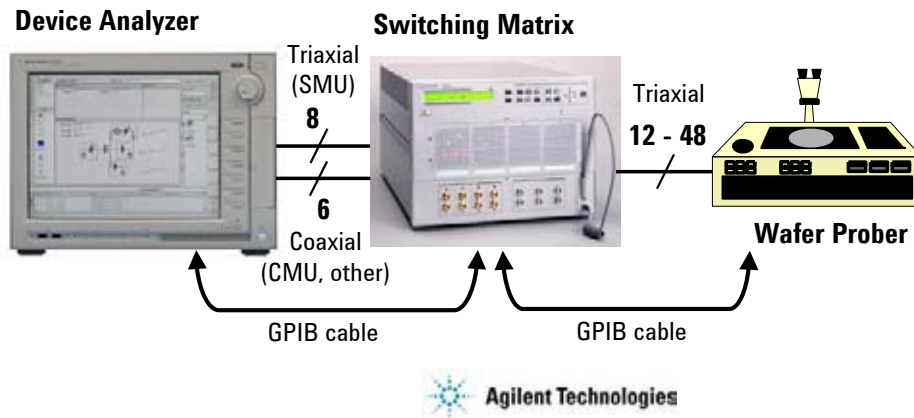 Device Analyzer
Switching Matrix
Triaxial
(SMU)
8
6
Coaxial
(CMU, other)
Triaxial
12 - 48
Wafer Prober
GPIB cable
GPIB cable
Agilent Technologies